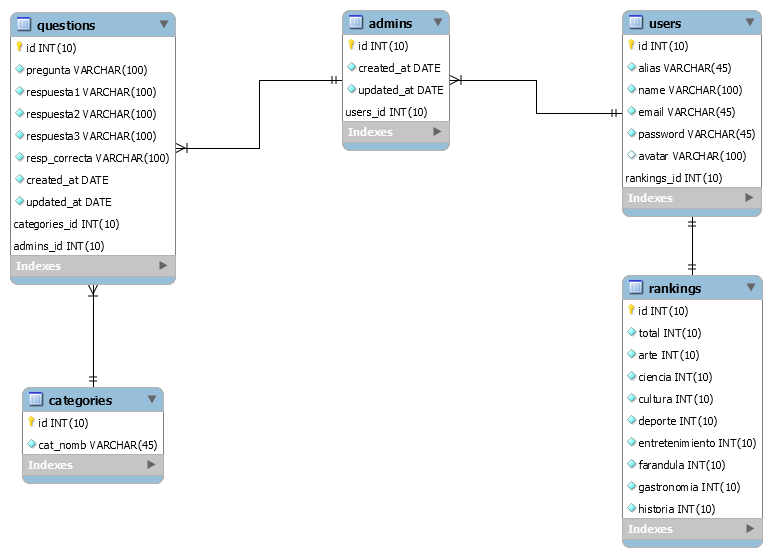 questions
id INT(10)
pregunta VARCHAR(100)
respuesta1 VARCHAR(100)
respuesta2 VARCHAR(100)
respuesta3 VARCHAR(100)
resp_correcta VARCHAR(100)
created_at DATE
updated_at DATE
categories_id INT(10)
admins_id INT(10)
Indexes
categories
id INT(10)
cat_nomb VARCHAR(45)
Indexes
admins
id INT(10)
created_at DATE
updated_at DATE
users_id INT(10)
Indexes
users
id INT(10)
alias VARCHAR(45)
name VARCHAR(100)
email VARCHAR(45)
password VARCHAR(45)
avatar VARCHAR(100)
rankings_id INT(10)
Indexes
rankings
id INT(10)
total INT(10)
arte INT(10)
ciencia INT(10)
cultura INT(10)
deporte INT(10)
entretenimiento INT(10)
farandula INT(10)
gastronomia INT(10)
historia INT(10)
Indexes